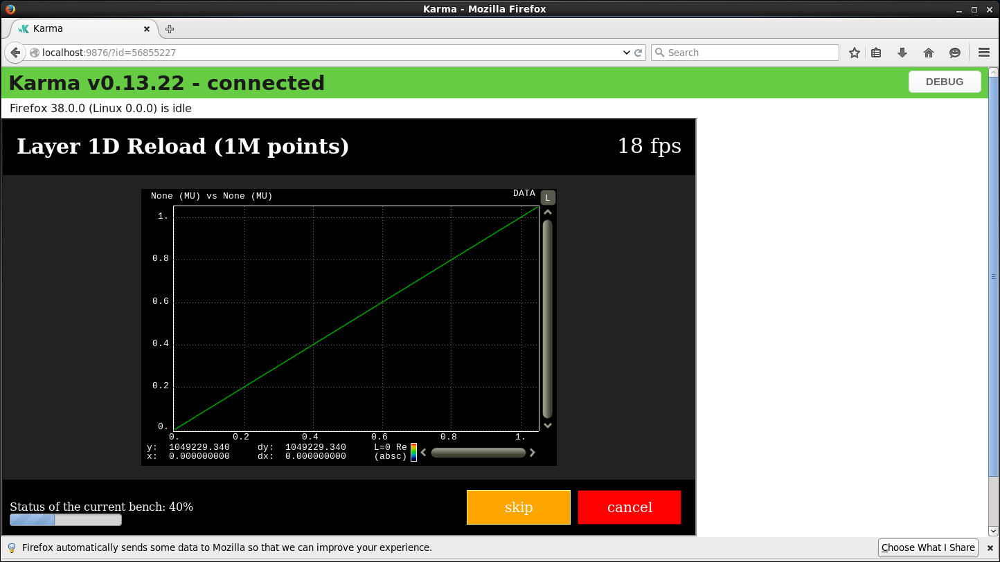 Karma - Mozilla Firefox
Karma
localhost:9876/?id=56855227
Search
Karma v0.13.22 - connected
DEBUG
Firefox 38.0.0 (Linux 0.0.0) is idle
Layer 1D Reload (1M points)
18 fps
None (MU) vs None (MU)
DATA
L
1.
0.8
0.6
0.4
0.2
0.
0. 0.2 0.4 0.6 0.8 1.
y: 1049229.340 dy: 1049229.340 L=0 Re
x: 0.000000000 dx: 0.000000000 (absc)
Status of the current bench: 40%
skip
cancel
Firefox automatically sends some data to Mozilla so that we can improve your experience.
Choose What I Share